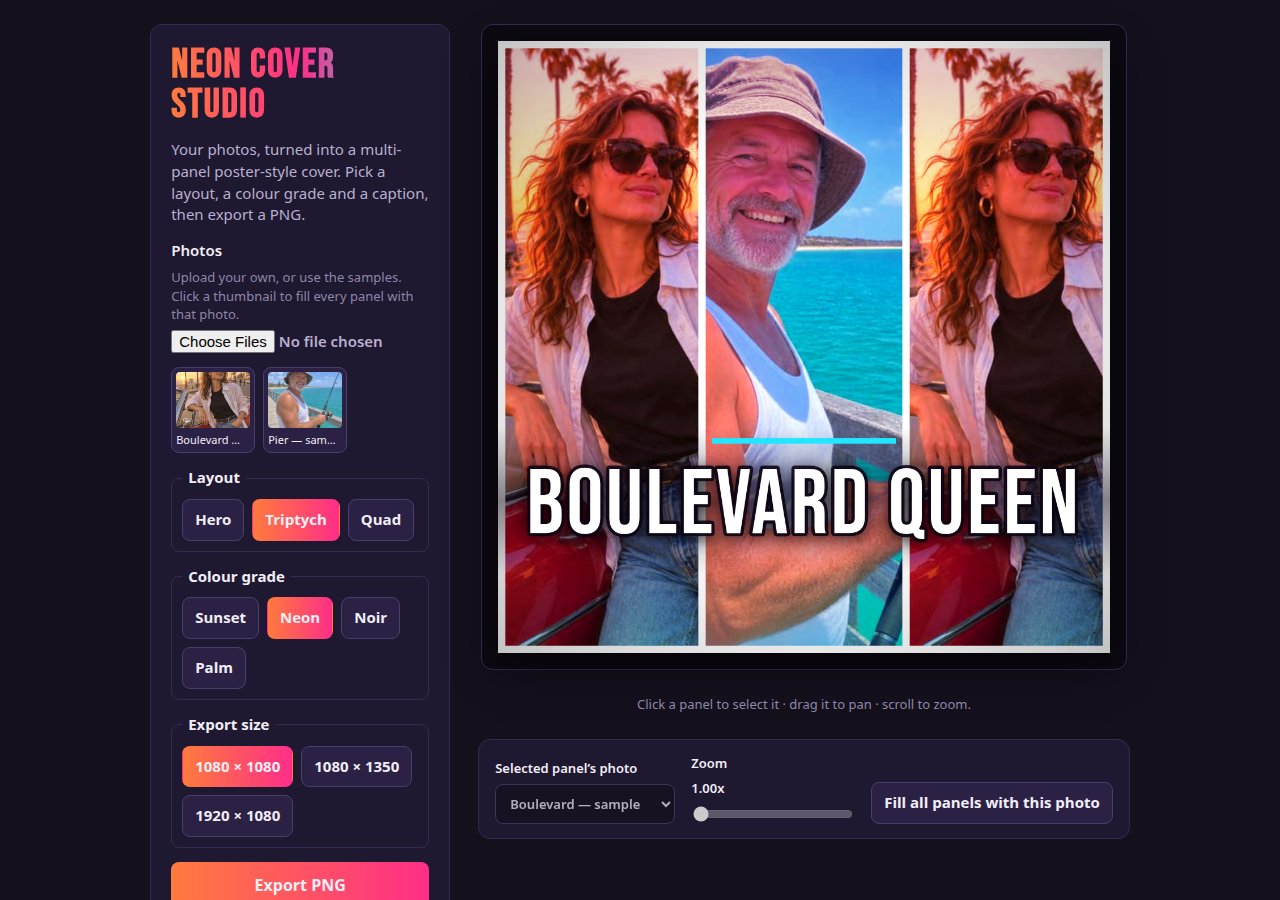 NEON COVER
STUDIO
Your photos, turned into a multi-
panel poster-style cover. Pick a
layout, a colour grade and a caption,
then export a PNG.
Photos
Upload your own, or use the samples.
Click a thumbnail to fill every panel with
that photo.
Choose Files No file chosen
Boulevard ...
Pier — sam...
Layout
Hero
Triptych
Quad
Colour grade
Sunset
Neon
Noir
Palm
Export size
1080 × 1080
1080 × 1350
1920 × 1080
Export PNG
BOULEVARD QUEEN
Click a panel to select it · drag it to pan · scroll to zoom.
Selected panel's photo
Boulevard — sample
Zoom
1.00x
Fill all panels with this photo